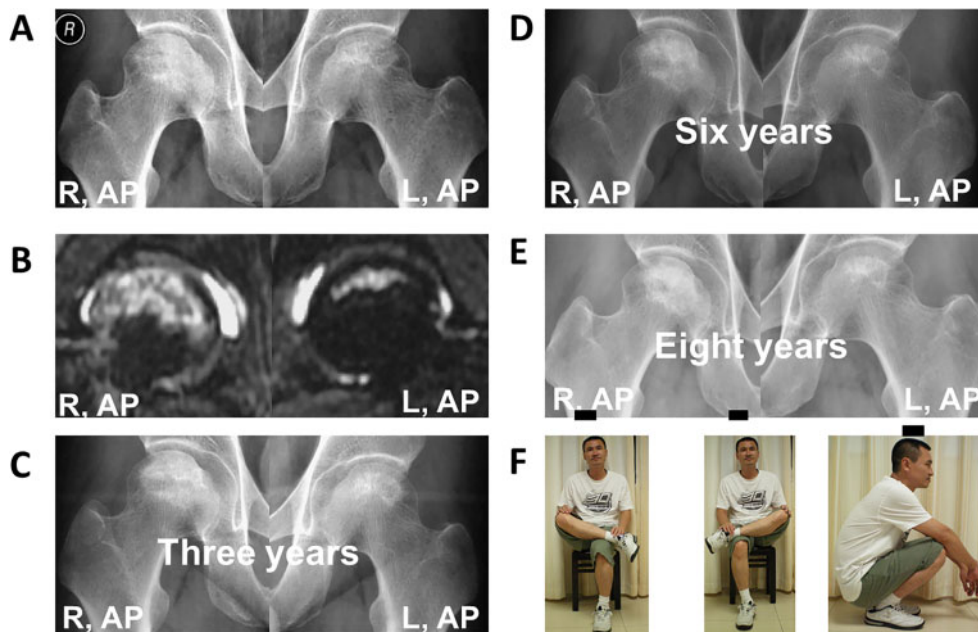 A
R
R, AP
L, AP
B
R, AP
L, AP
C
Three years
R, AP
L, AP
D
Six years
R, AP
L, AP
E
Eight years
R, AP
L, AP
F